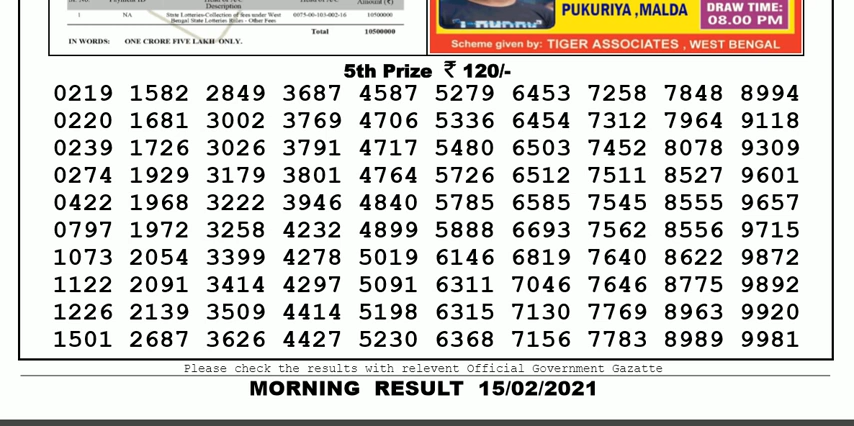 Description
Amount (₹)
PUKURIYA ,MALDA
DRAW TIME:
08.00 PM
1 NA State Lotteries-Collection of fees under West Bengal State Lotteries Rules - Other Fees 0075-00-103-002-16 10500000
Total 10500000
IN WORDS: ONE CRORE FIVE LAKH ONLY.
Scheme given by: TIGER ASSOCIATES , WEST BENGAL
5th Prize ₹ 120/-
0219 1582 2849 3687 4587 5279 6453 7258 7848 8994
0220 1681 3002 3769 4706 5336 6454 7312 7964 9118
0239 1726 3026 3791 4717 5480 6503 7452 8078 9309
0274 1929 3179 3801 4764 5726 6512 7511 8527 9601
0422 1968 3222 3946 4840 5785 6585 7545 8555 9657
0797 1972 3258 4232 4899 5888 6693 7562 8556 9715
1073 2054 3399 4278 5019 6146 6819 7640 8622 9872
1122 2091 3414 4297 5091 6311 7046 7646 8775 9892
1226 2139 3509 4414 5198 6315 7130 7769 8963 9920
1501 2687 3626 4427 5230 6368 7156 7783 8989 9981
Please check the results with relevent Official Government Gazatte
MORNING RESULT 15/02/2021